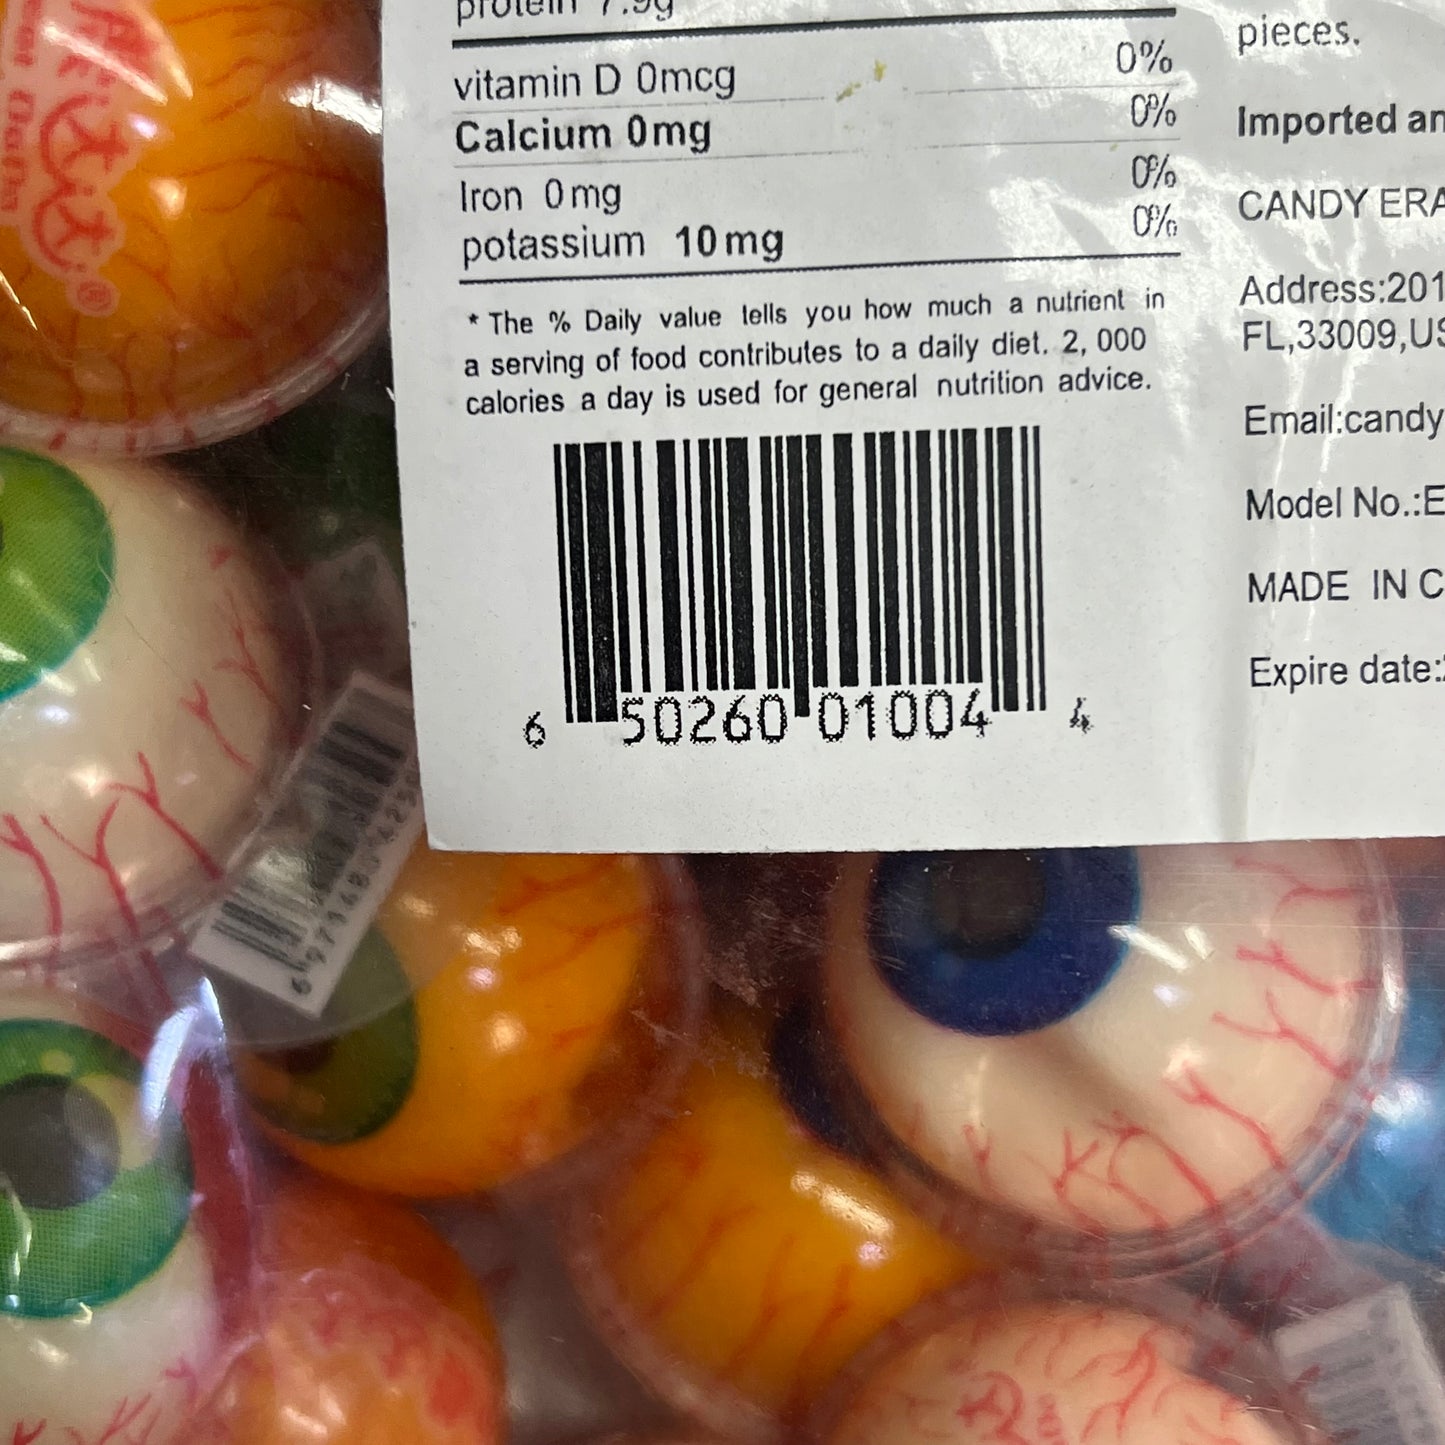 protein 7.9g
vitamin D 0mcg 0%
Calcium 0mg 0%
Iron 0mg 0%
potassium 10mg 0%
* The % Daily value tells you how much a nutrient in
a serving of food contributes to a daily diet. 2, 000
calories a day is used for general nutrition advice.
6 50260 01004 4
pieces.
Imported an
CANDY ERA
Address:201
FL,33009,US
Email:candy
Model No.:E
MADE IN C
Expire date: